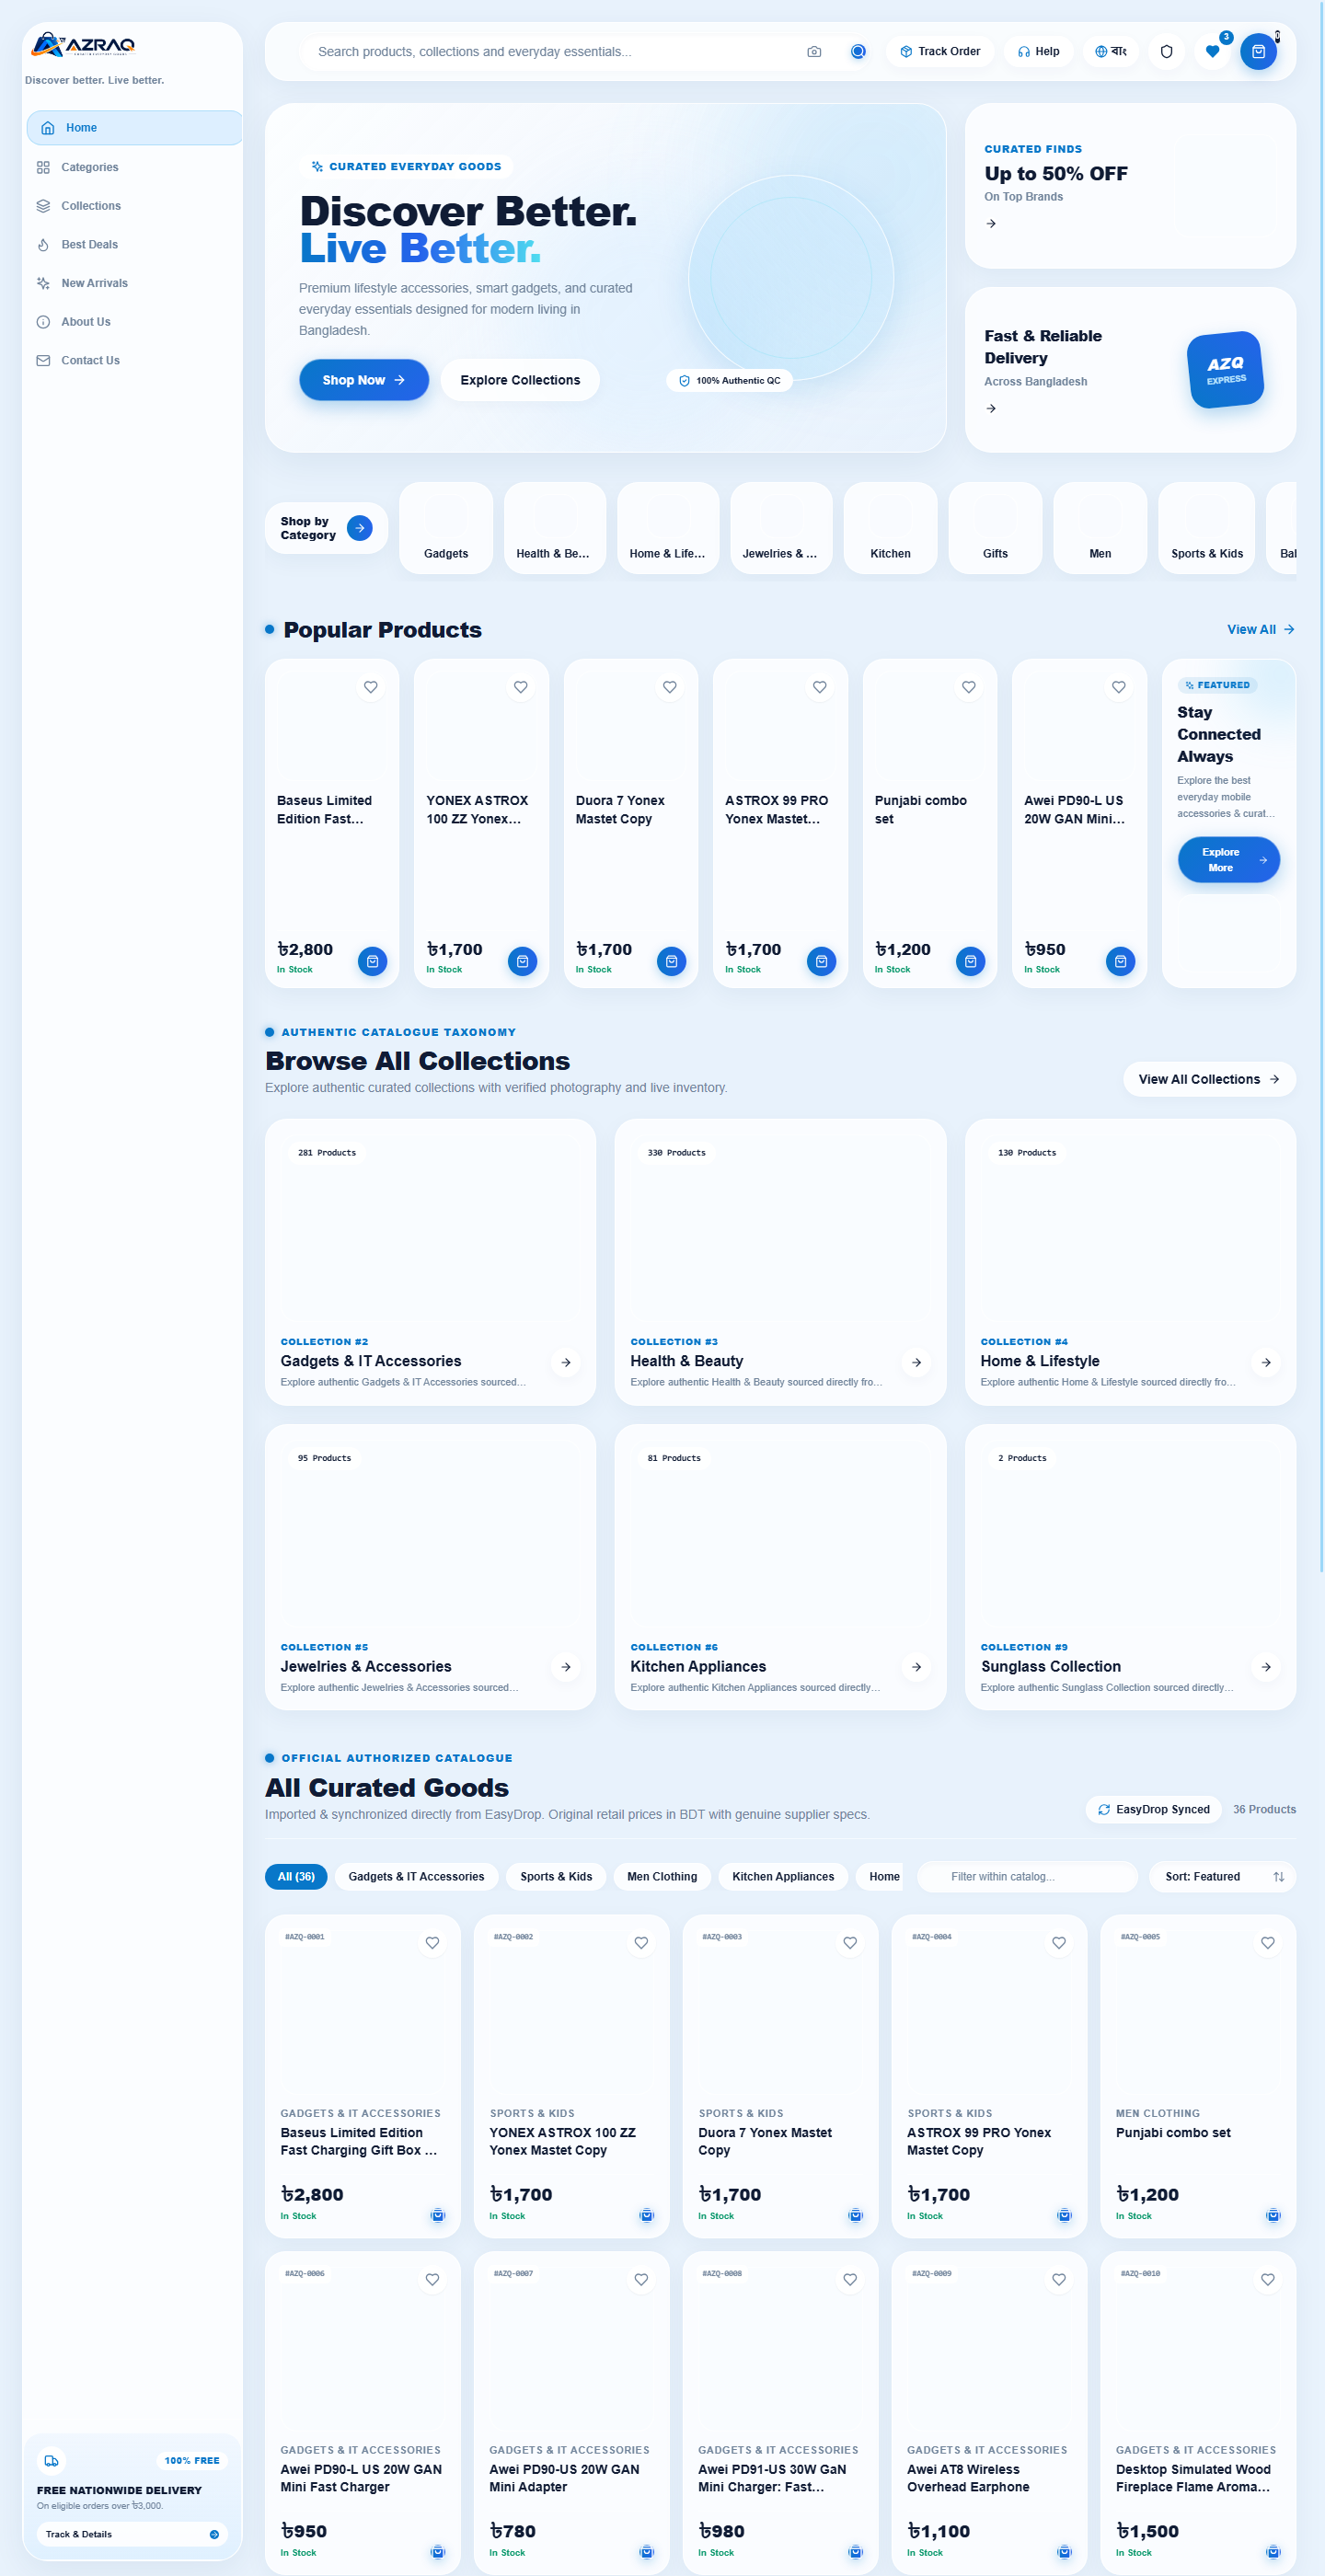 AZRAQ
Discover better. Live better.
Home
Categories
Collections
Best Deals
New Arrivals
About Us
Contact Us
Search products, collections and everyday essentials...
Track Order
Help
বাং
3
CURATED EVERYDAY GOODS
Discover Better.
Live Better.
Premium lifestyle accessories, smart gadgets, and curated
everyday essentials designed for modern living in
Bangladesh.
Shop Now
Explore Collections
100% Authentic QC
CURATED FINDS
Up to 50% OFF
On Top Brands
Fast & Reliable
Delivery
Across Bangladesh
AZQ
EXPRESS
Shop by
Category
Gadgets
Health & Be...
Home & Life...
Jewelries & ...
Kitchen
Gifts
Men
Sports & Kids
Bal
Popular Products
View All
Baseus Limited
Edition Fast...
৳2,800
In Stock
YONEX ASTROX
100 ZZ Yonex...
৳1,700
In Stock
Duora 7 Yonex
Mastet Copy
৳1,700
In Stock
ASTROX 99 PRO
Yonex Mastet...
৳1,700
In Stock
Punjabi combo
set
৳1,200
In Stock
Awei PD90-L US
20W GAN Mini...
৳950
In Stock
FEATURED
Stay
Connected
Always
Explore the best
everyday mobile
accessories & curat...
Explore
More
AUTHENTIC CATALOGUE TAXONOMY
Browse All Collections
Explore authentic curated collections with verified photography and live inventory.
View All Collections
281 Products
COLLECTION #2
Gadgets & IT Accessories
Explore authentic Gadgets & IT Accessories sourced...
330 Products
COLLECTION #3
Health & Beauty
Explore authentic Health & Beauty sourced directly fro...
130 Products
COLLECTION #4
Home & Lifestyle
Explore authentic Home & Lifestyle sourced directly fro...
95 Products
COLLECTION #5
Jewelries & Accessories
Explore authentic Jewelries & Accessories sourced...
81 Products
COLLECTION #6
Kitchen Appliances
Explore authentic Kitchen Appliances sourced directly...
2 Products
COLLECTION #9
Sunglass Collection
Explore authentic Sunglass Collection sourced directly...
OFFICIAL AUTHORIZED CATALOGUE
All Curated Goods
Imported & synchronized directly from EasyDrop. Original retail prices in BDT with genuine supplier specs.
EasyDrop Synced
36 Products
All (36)
Gadgets & IT Accessories
Sports & Kids
Men Clothing
Kitchen Appliances
Home
Filter within catalog...
Sort: Featured
#AZQ-0001
GADGETS & IT ACCESSORIES
Baseus Limited Edition
Fast Charging Gift Box ...
৳2,800
In Stock
#AZQ-0002
SPORTS & KIDS
YONEX ASTROX 100 ZZ
Yonex Mastet Copy
৳1,700
In Stock
#AZQ-0003
SPORTS & KIDS
Duora 7 Yonex Mastet
Copy
৳1,700
In Stock
#AZQ-0004
SPORTS & KIDS
ASTROX 99 PRO Yonex
Mastet Copy
৳1,700
In Stock
#AZQ-0005
MEN CLOTHING
Punjabi combo set
৳1,200
In Stock
#AZQ-0006
GADGETS & IT ACCESSORIES
Awei PD90-L US 20W GAN
Mini Fast Charger
৳950
In Stock
#AZQ-0007
GADGETS & IT ACCESSORIES
Awei PD90-US 20W GAN
Mini Adapter
৳780
In Stock
#AZQ-0008
GADGETS & IT ACCESSORIES
Awei PD91-US 30W GaN
Mini Charger: Fast...
৳980
In Stock
#AZQ-0009
GADGETS & IT ACCESSORIES
Awei AT8 Wireless
Overhead Earphone
৳1,100
In Stock
#AZQ-0010
GADGETS & IT ACCESSORIES
Desktop Simulated Wood
Fireplace Flame Aroma...
৳1,500
In Stock
100% FREE
FREE NATIONWIDE DELIVERY
On eligible orders over ৳3,000.
Track & Details